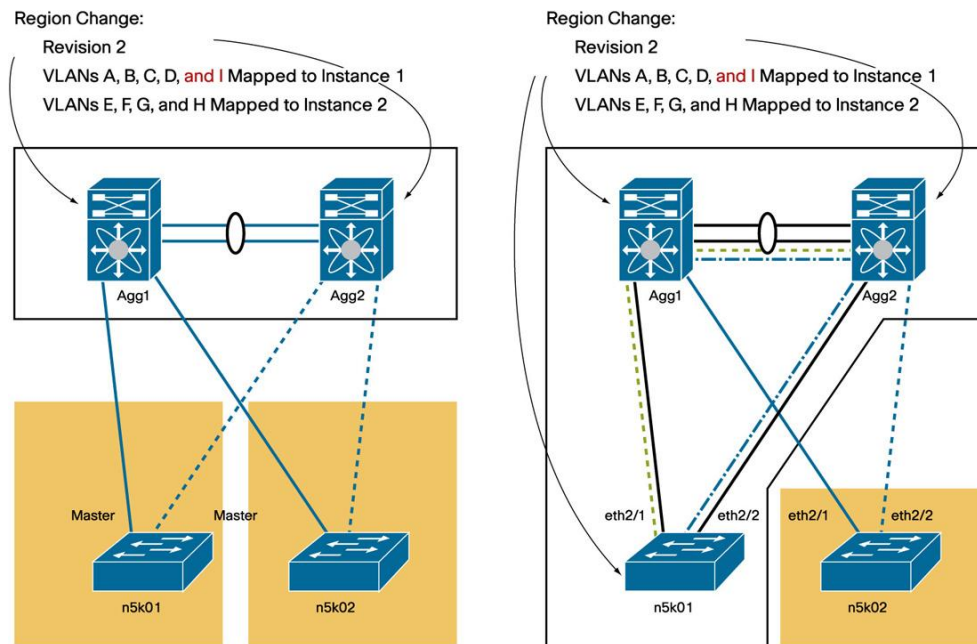 Region Change:
Revision 2
VLANs A, B, C, D, and I Mapped to Instance 1
VLANs E, F, G, and H Mapped to Instance 2
Agg1
Agg2
Master
Master
n5k01
n5k02
Region Change:
Revision 2
VLANs A, B, C, D, and I Mapped to Instance 1
VLANs E, F, G, and H Mapped to Instance 2
Agg1
Agg2
eth2/1
eth2/2
eth2/1
eth2/2
n5k01
n5k02